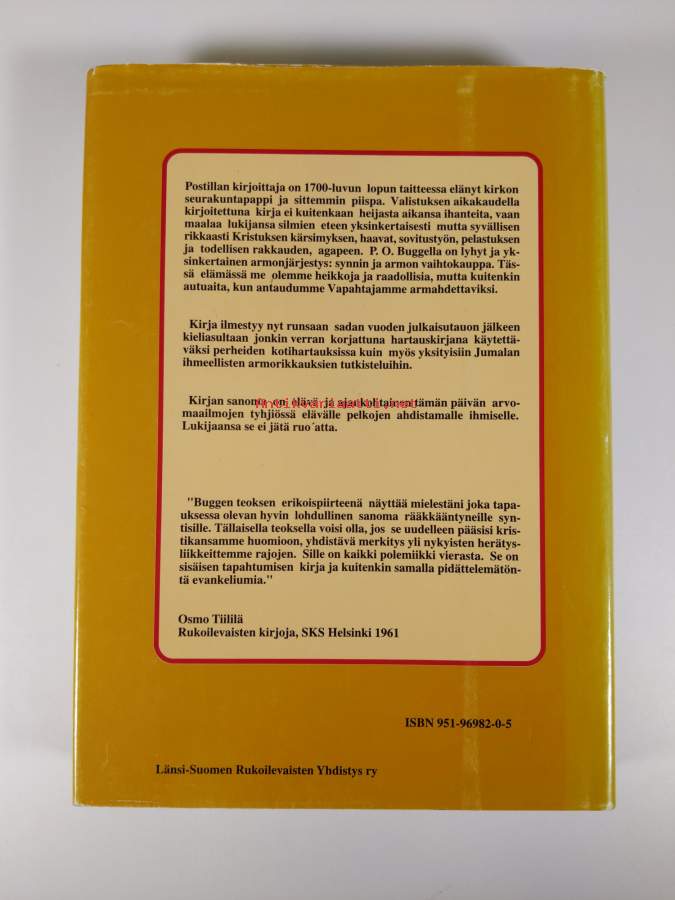 Postillan kirjoittaja on 1700-luvun lopun taitteessa elänyt kirkon
seurakuntapappi ja sittemmin piispa. Valistuksen aikakaudella
kirjoitettuna kirja ei kuitenkaan heijasta aikansa ihanteita, vaan
maalaa lukijansa silmien eteen yksinkertaisesti mutta syvällisen
rikkaasti Kristuksen kärsimyksen, haavat, sovitustyön, pelastuksen
ja todellisen rakkauden, agapeen. P. O. Buggella on lyhyt ja yk-
sinkertainen armonjärjestys: synnin ja armon vaihtokauppa. Täs-
sä elämässä me olemme heikkoja ja raadollisia, mutta kuitenkin
autuaita, kun antaudumme Vapahtajamme armahdettaviksi.
Kirja ilmestyy nyt runsaan sadan vuoden julkaisutauon jälkeen
kieliasultaan jonkin verran korjattuna hartauskirjana käytettä-
väksi perheiden kotihartauksissa kuin myös yksityisiin Jumalan
ihmeellisten armorikkauksien tutkisteluihin.
Kirjan sanoma on elävä ja ajankohtainen tämän päivän arvo-
Antikvariaatti.net
maailmojen tyhjiössä elävälle pelkojen ahdistamalle ihmiselle.
Lukijaansa se ei jätä ruo´atta.
"Buggen teoksen erikoispiirteenä näyttää mielestäni joka tapa-
uksessa olevan hyvin lohdullinen sanoma rääkkääntyneille syn-
tisille. Tällaisella teoksella voisi olla, jos se uudelleen pääsisi kris-
tikansamme huomioon, yhdistävä merkitys yli nykyisten herätys-
liikkeittemme rajojen. Sille on kaikki polemiikki vierasta. Se on
sisäisen tapahtumisen kirja ja kuitenkin samalla pidättelemätön-
tä evankeliumia."
Osmo Tiililä
Rukoilevaisten kirjoja, SKS Helsinki 1961
ISBN 951-96982-0-5
Länsi-Suomen Rukoilevaisten Yhdistys ry